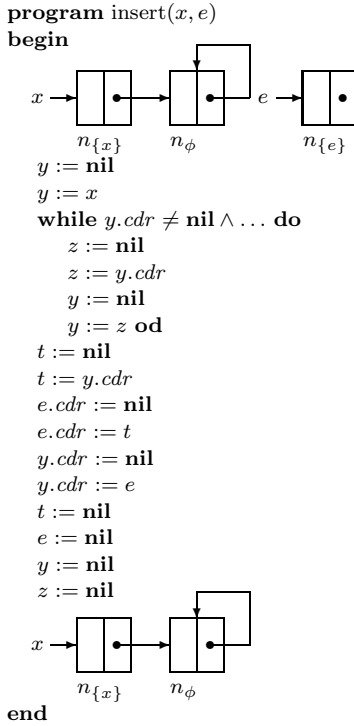 program insert(x, e)
begin
x e
n{x} nϕ n{e}
y := nil
y := x
while y.cdr ≠ nil ∧ … do
z := nil
z := y.cdr
y := nil
y := z od
t := nil
t := y.cdr
e.cdr := nil
e.cdr := t
y.cdr := nil
y.cdr := e
t := nil
e := nil
y := nil
z := nil
x
n{x} nϕ
end